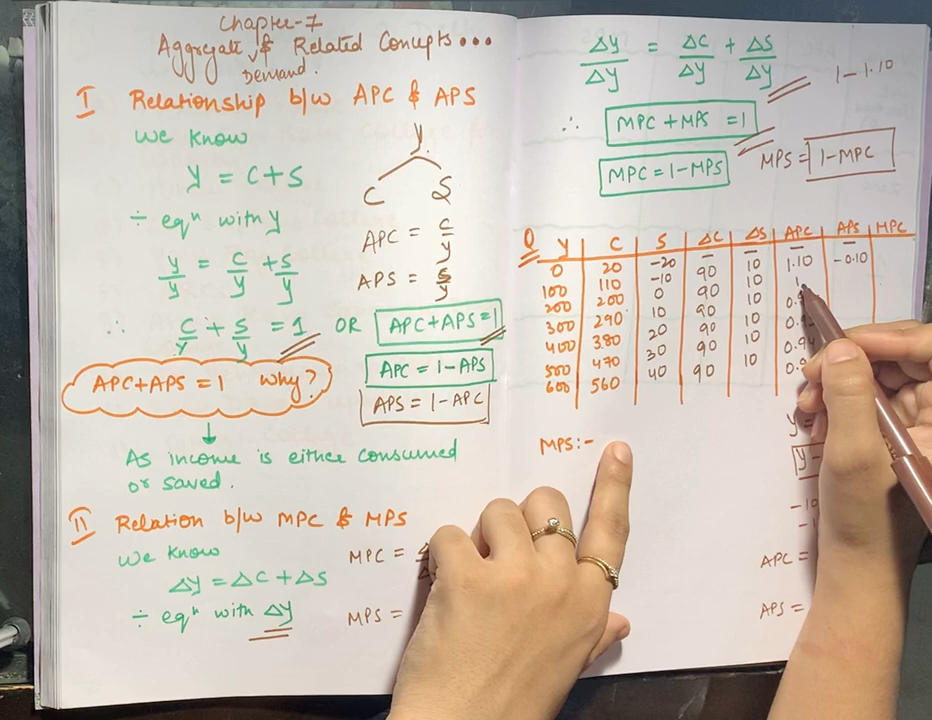 Chapter-7
Aggregate Demand & Related Concepts...
I Relationship b/w APC & APS
we know
y = C+S
÷ eqⁿ with y
y/y = C/y + S/y
∴ C/y + S/y = 1 OR APC+APS=1
APC = 1-APS
APS = 1-APC
y
C S
APC = C/y
APS = S/y
APC+APS = 1 why?
↓
As income is either consumed
or saved.
II Relation b/w MPC & MPS
we know
Δy = ΔC + ΔS
÷ eqⁿ with Δy
MPC =
MPS =
Δy/Δy = ΔC/Δy + ΔS/Δy
1-1.10
∴ MPC + MPS = 1
MPC = 1-MPS
MPS = 1-MPC
Q Y C S ΔC ΔS APC APS MPC
0 20 -20 - - - -
100 110 -10 90 10 1.10 -0.10
200 200 0 90 10
300 290 10 90 10
400 380 20 90 10
500 470 30 90 10
600 560 40 90 10
MPS:-
APC =
APS =